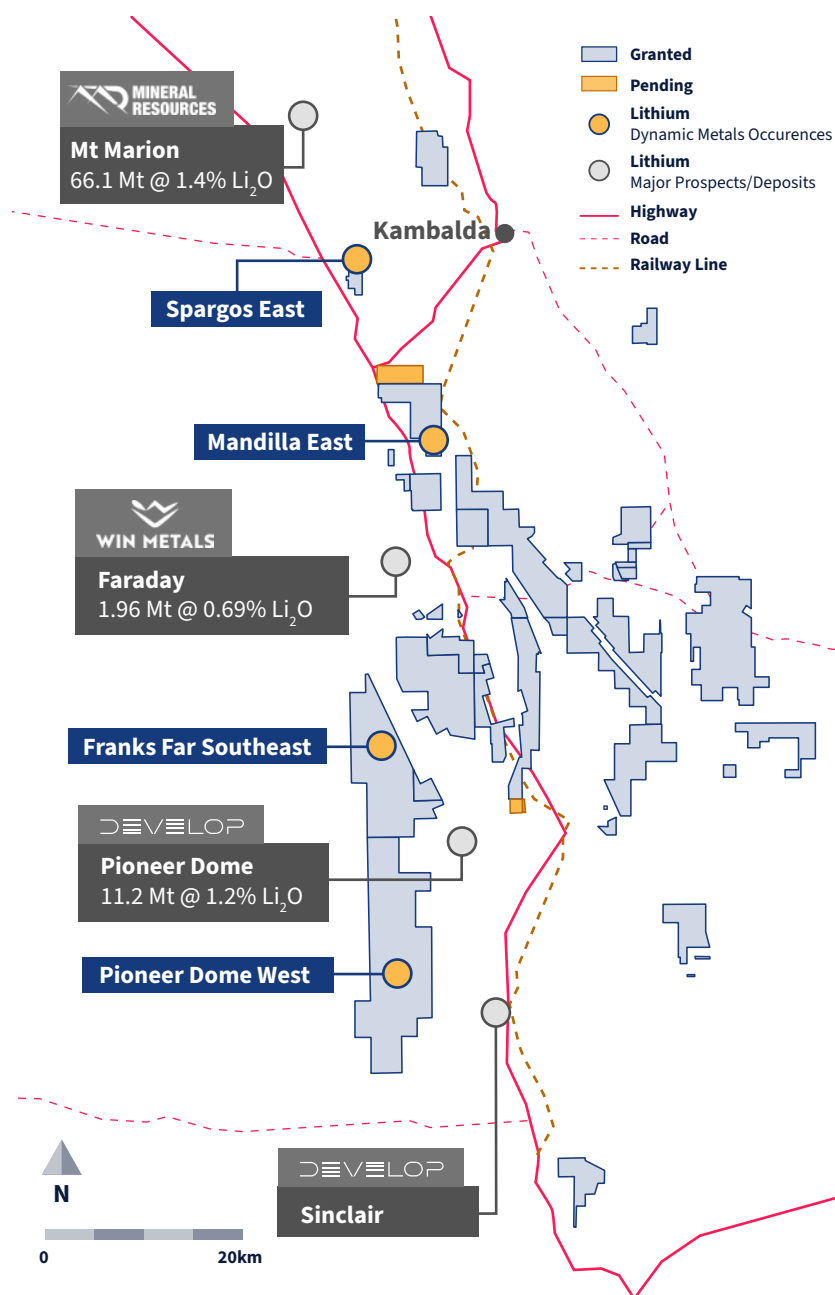 Granted
Pending
Lithium
Dynamic Metals Occurences
Lithium
Major Prospects/Deposits
Highway
Road
Railway Line
MINERAL
RESOURCES
Mt Marion
66.1 Mt @ 1.4% Li₂O
Kambalda
Spargos East
Mandilla East
WIN METALS
Faraday
1.96 Mt @ 0.69% Li₂O
Franks Far Southeast
DEVELOP
Pioneer Dome
11.2 Mt @ 1.2% Li₂O
Pioneer Dome West
DEVELOP
Sinclair
N
0 20km